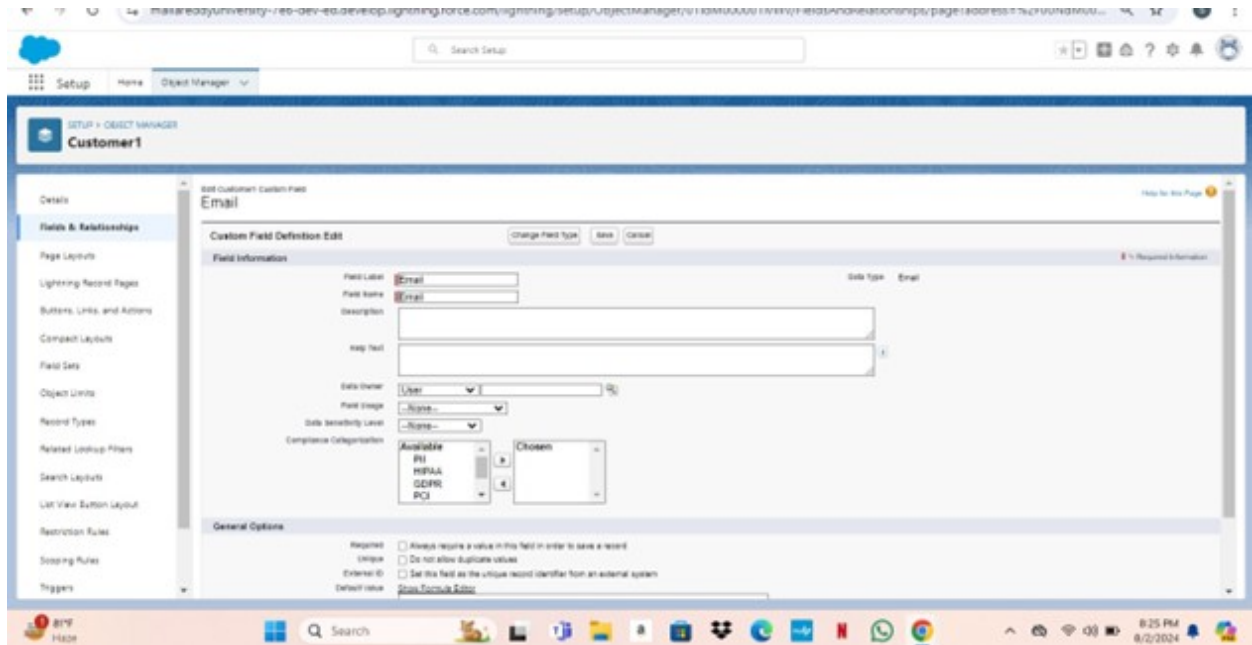 Search Setup
Setup Home Object Manager
SETUP > OBJECT MANAGER
Customer1
Details
Fields & Relationships
Page Layouts
Lightning Record Pages
Buttons, Links, and Actions
Compact Layouts
Field Sets
Object Limits
Record Types
Related Lookup Filters
Search Layouts
List View Button Layout
Restriction Rules
Scoping Rules
Triggers
Edit Customer1 Custom Field
Email
Help for this Page
Custom Field Definition Edit Change Field Type Save Cancel
Field Information = Required Information
Field Label Email Data Type Email
Field Name Email
Description
Help Text
Data Owner User
Field Usage --None--
Data Sensitivity Level --None--
Compliance Categorization
Available Chosen
PII
HIPAA
GDPR
PCI
General Options
Required Always require a value in this field in order to save a record
Unique Do not allow duplicate values
External ID Set this field as the unique record identifier from an external system
Default Value Show Formula Editor
81°F
Haze
Search
8:25 PM
8/2/2024